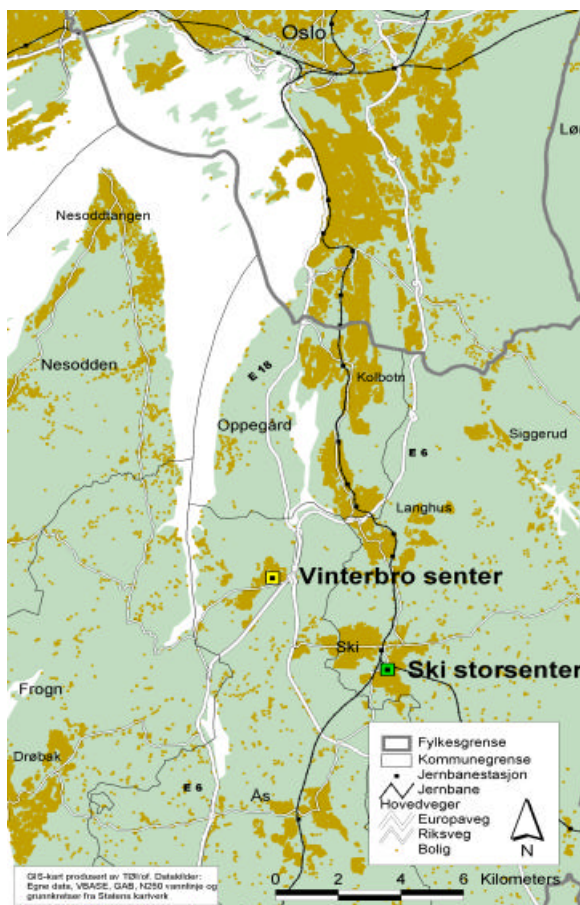 Oslo
Lø
Nesoddtangen
Nesodden
E 18
Kolbotn
Oppegård
Siggerud
E 6
Langhus
Vinterbro senter
Ski
Ski storsenter
Frogn
Drøbak
E 6
Ås
Fylkesgrense
Kommunegrense
Jernbanestasjon
Jernbane
Hovedveger
Europaveg
Riksveg
Bolig
N
GIS-kart produsert av TØI/of. Datakilder:
Egne data, VBASE, GAB, N250 vannlinje og
grunnkretser fra Statens kartverk
0 2 4 6 Kilometers